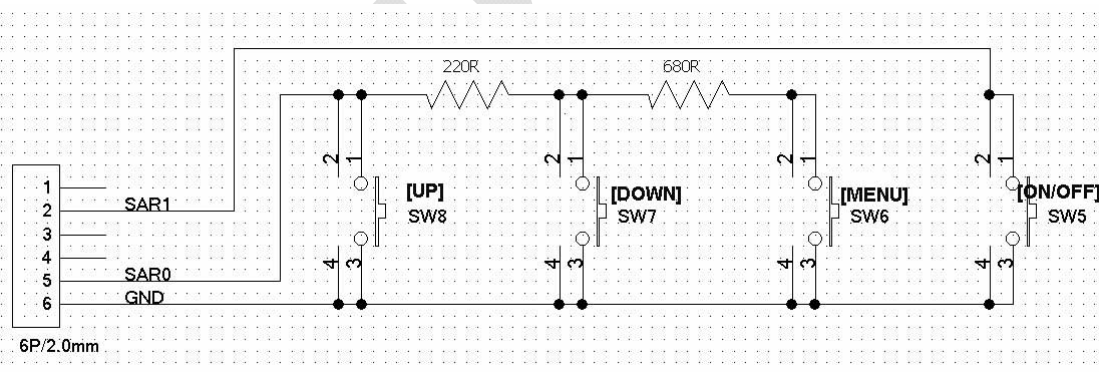 220R
680R
2 1
2 1
2 1
2 1
[UP]
SW8
[DOWN]
SW7
[MENU]
SW6
[ON/OFF]
SW5
1
2
3
4
5
6
SAR1
SAR0
GND
4 3
4 3
4 3
4 3
6P/2.0mm